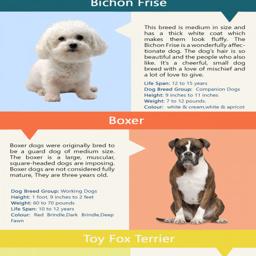 Bichon Frise
This breed is medium in size and
has a thick white coat which
makes them look fluffy. The
Bichon Frise is a wonderfully affec-
tionate dog. The dog's hair is so
beautiful and the people who also
like. It's a cheerful, small dog
breed with a love of mischief and
a lot of love to give.
Life Span: 12 to 15 years
Dog Breed Group: Companion Dogs
Height: 9 inches to 11 inches
Weight: 7 to 12 pounds.
Colour: white & cream,white & apricot
Boxer
Boxer dogs were originally bred to
be a guard dog of medium size.
The boxer is a large, muscular,
square-headed dogs are imposing.
Boxer dogs are not considered fully
mature, They are three years old.
Dog Breed Group: Working Dogs
Height: 1 foot, 9 inches to 2 feet
Weight: 60 to 70 pounds
Life Span: 10 to 12 years
Colour: Red Brindle,Dark Brindle,Deep
Fawn
Toy Fox Terrier